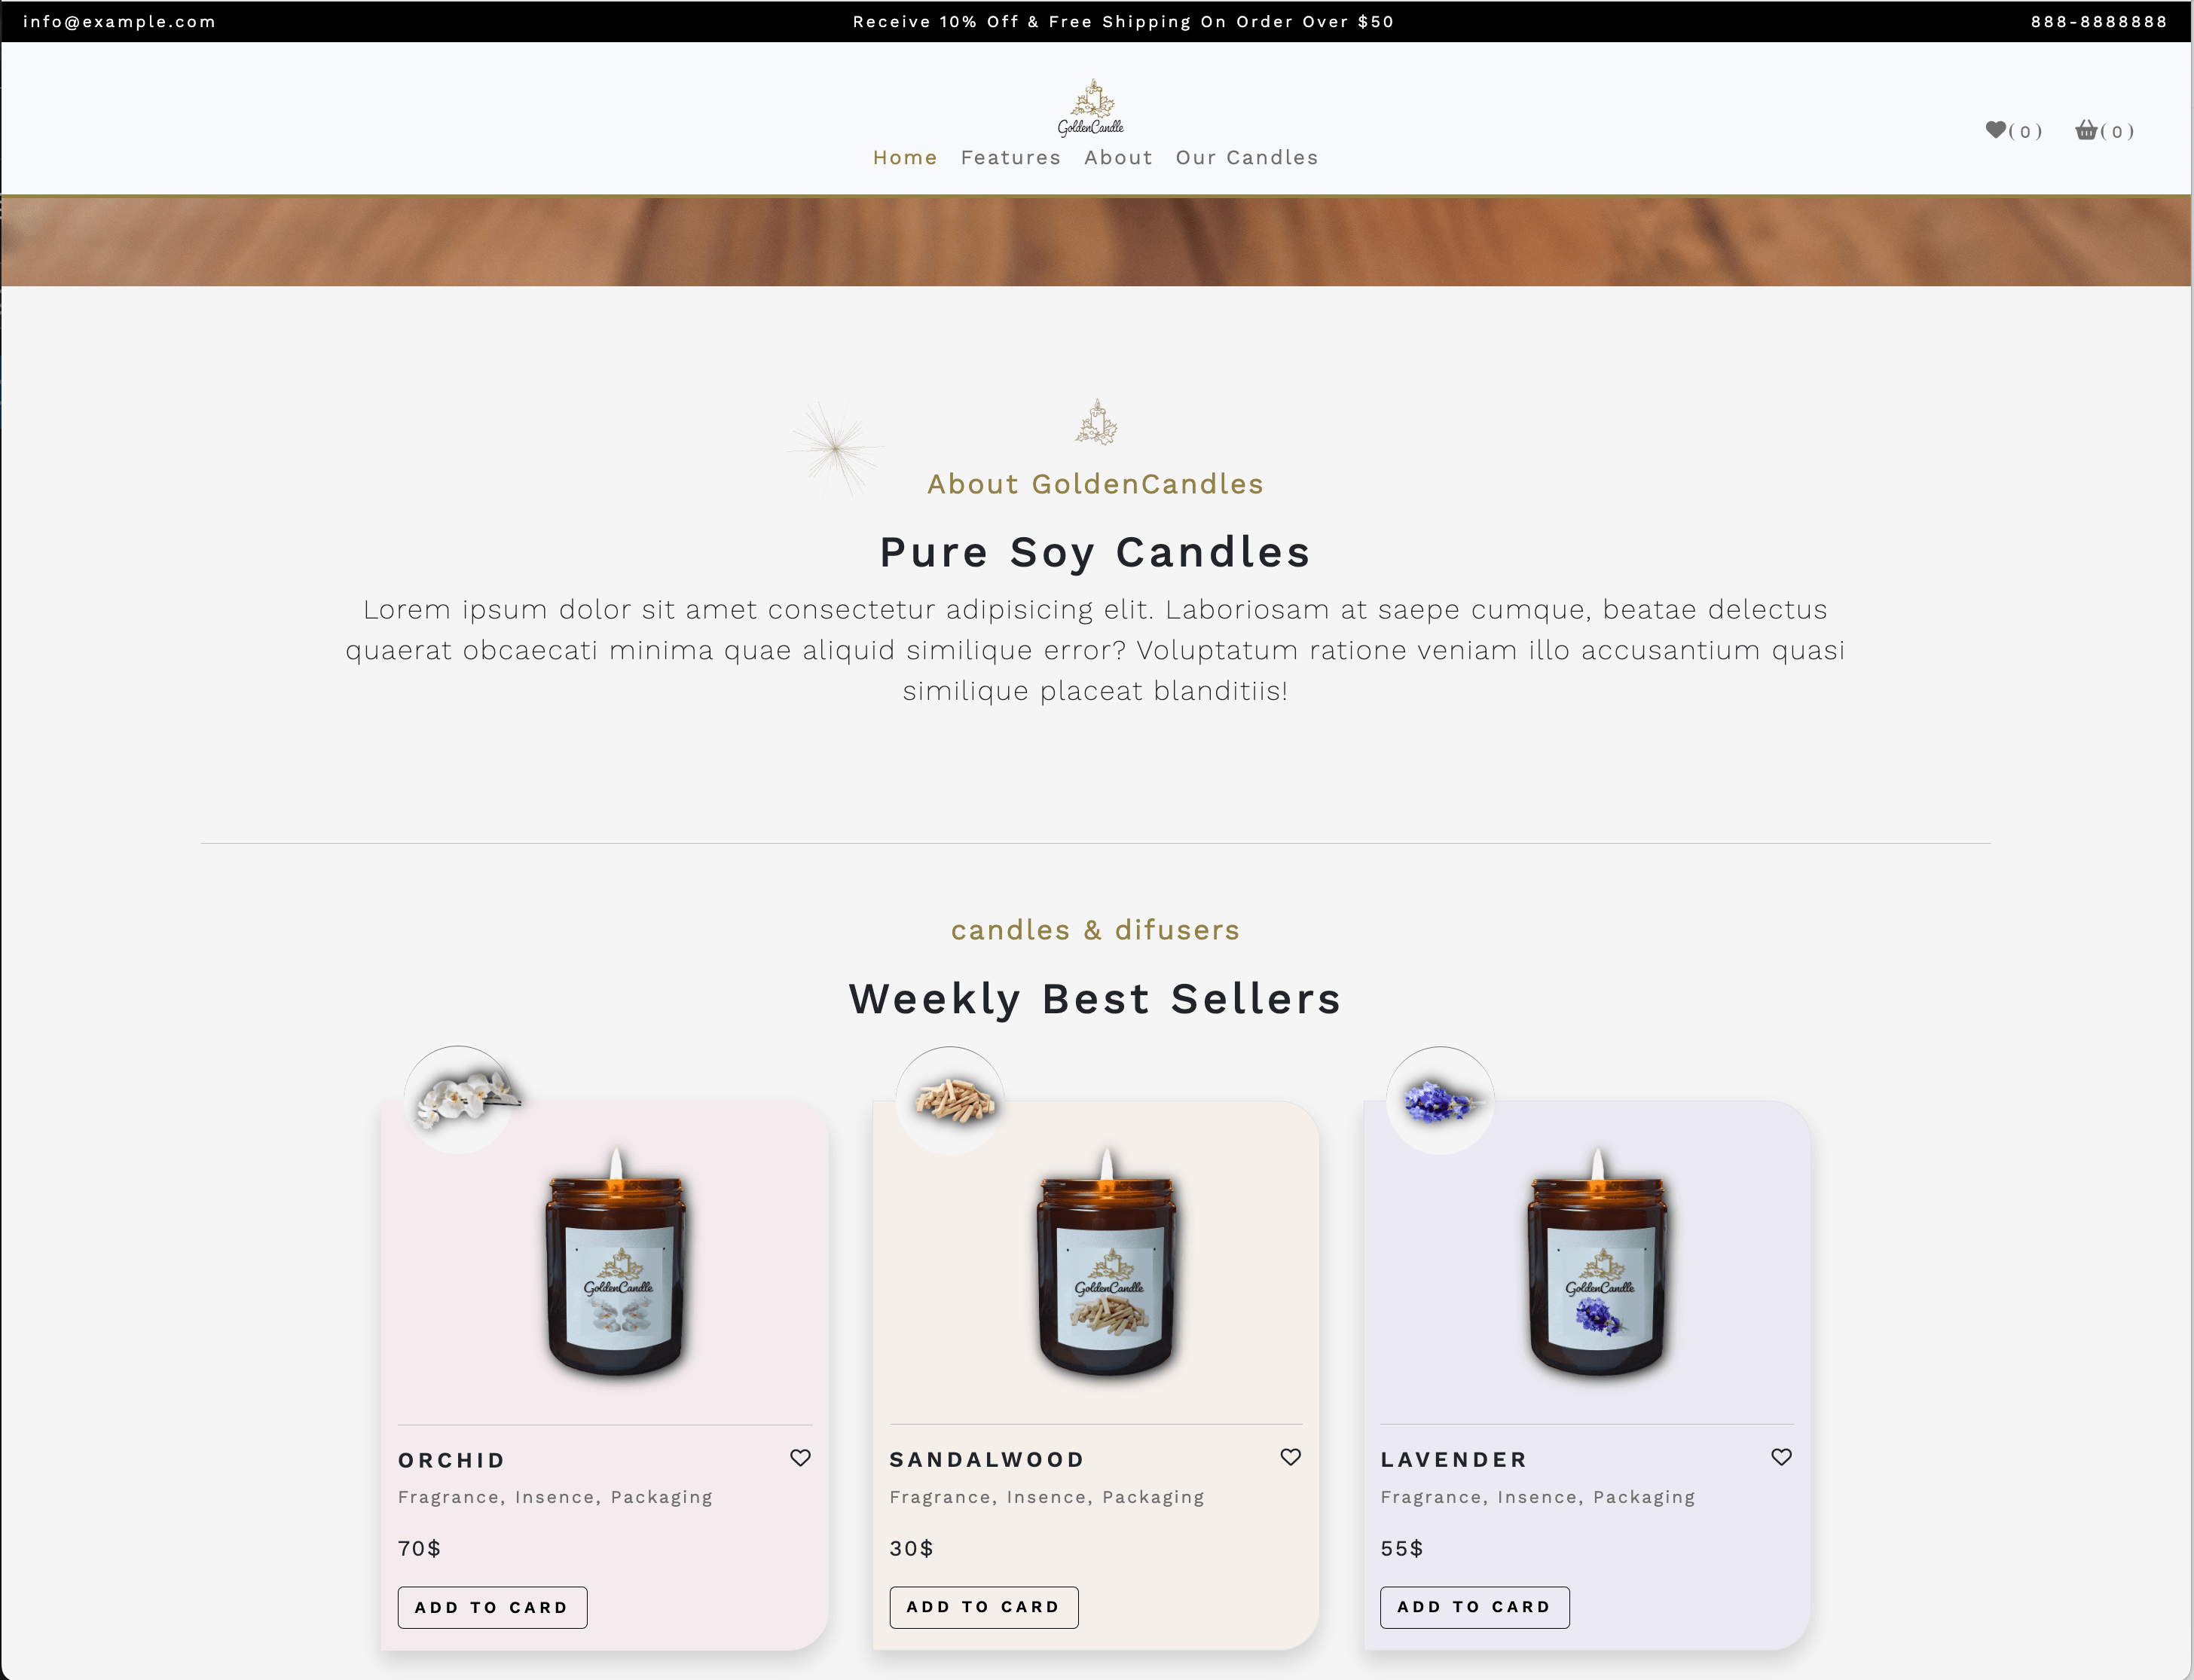 info@example.com
Receive 10% Off & Free Shipping On Order Over $50
888-8888888
GoldenCandle
( 0 )
( 0 )
Home Features About Our Candles
About GoldenCandles
Pure Soy Candles
Lorem ipsum dolor sit amet consectetur adipisicing elit. Laboriosam at saepe cumque, beatae delectus
quaerat obcaecati minima quae aliquid similique error? Voluptatum ratione veniam illo accusantium quasi
similique placeat blanditiis!
candles & difusers
Weekly Best Sellers
GoldenCandle
ORCHID
Fragrance, Insence, Packaging
70$
ADD TO CARD
GoldenCandle
SANDALWOOD
Fragrance, Insence, Packaging
30$
ADD TO CARD
GoldenCandle
LAVENDER
Fragrance, Insence, Packaging
55$
ADD TO CARD